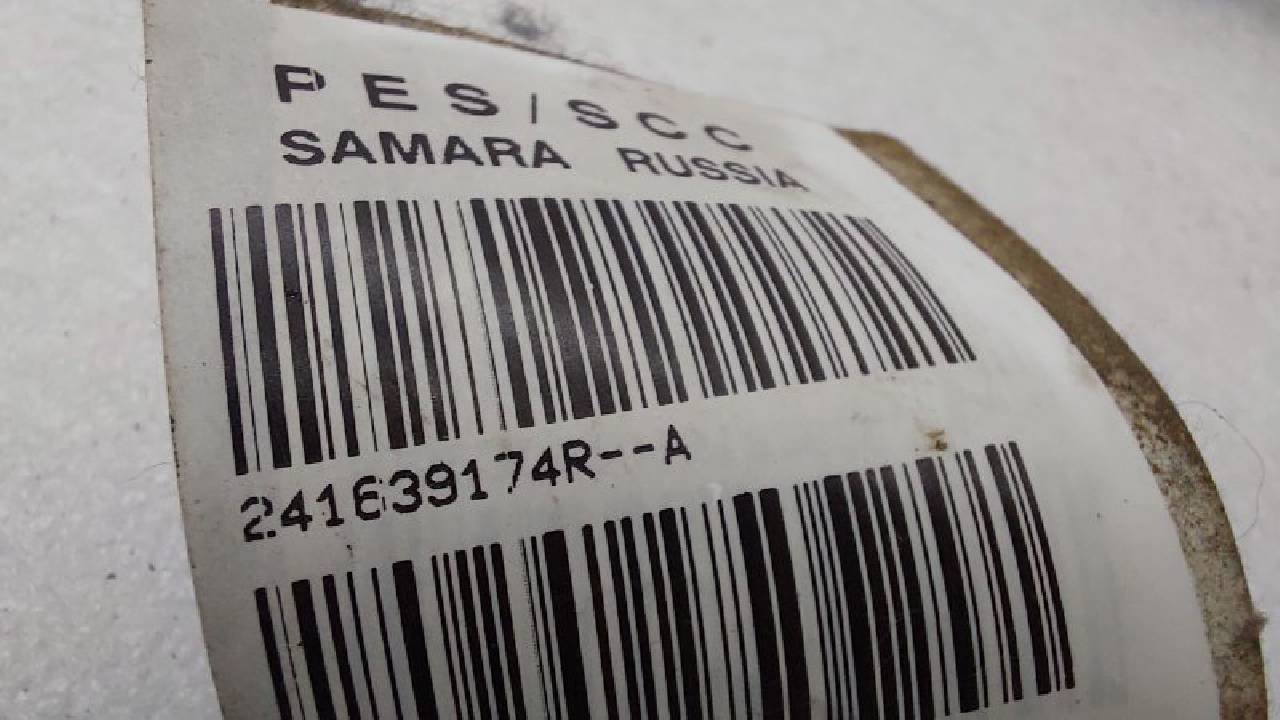 PES/SCC
SAMARA RUSSIA
241639174R--A